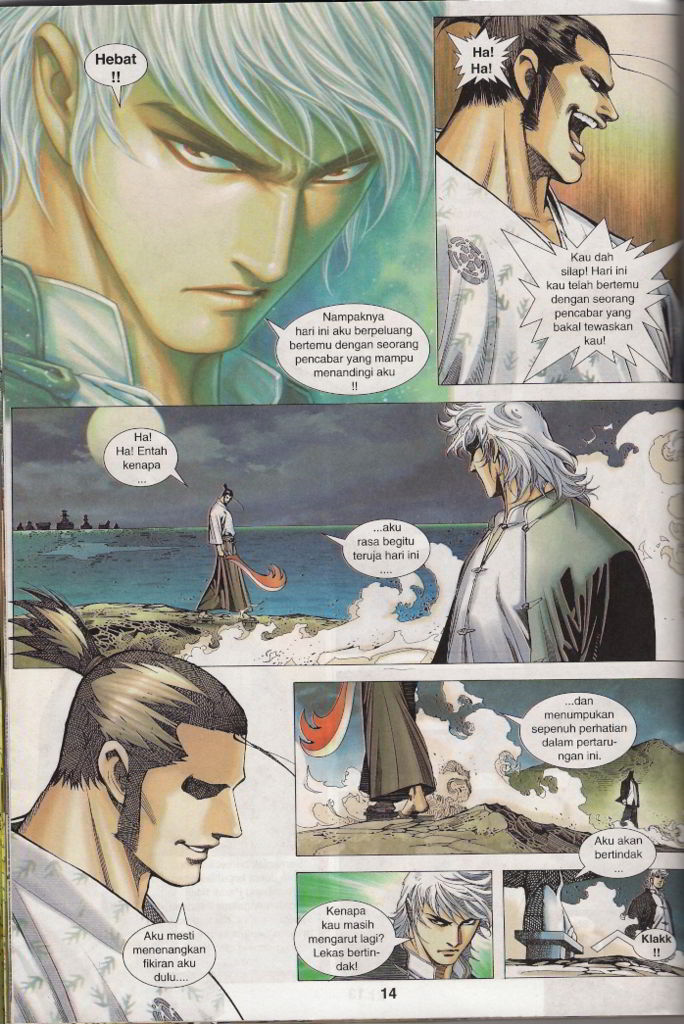 Hebat
!!
Nampaknya
hari ini aku berpeluang
bertemu dengan seorang
pencabar yang mampu
menandingi aku
!!
Ha!
Ha!
Kau dah
silap! Hari ini
kau telah bertemu
dengan seorang
pencabar yang
bakal tewaskan
kau!
Ha!
Ha! Entah
kenapa
...
...aku
rasa begitu
teruja hari ini
....
Aku mesti
menenangkan
fikiran aku
dulu....
...dan
menumpukan
sepenuh perhatian
dalam pertaru-
ngan ini.
Kenapa
kau masih
mengarut lagi?
Lekas bertin-
dak!
Aku akan
bertindak
...
Klakk
!!
14